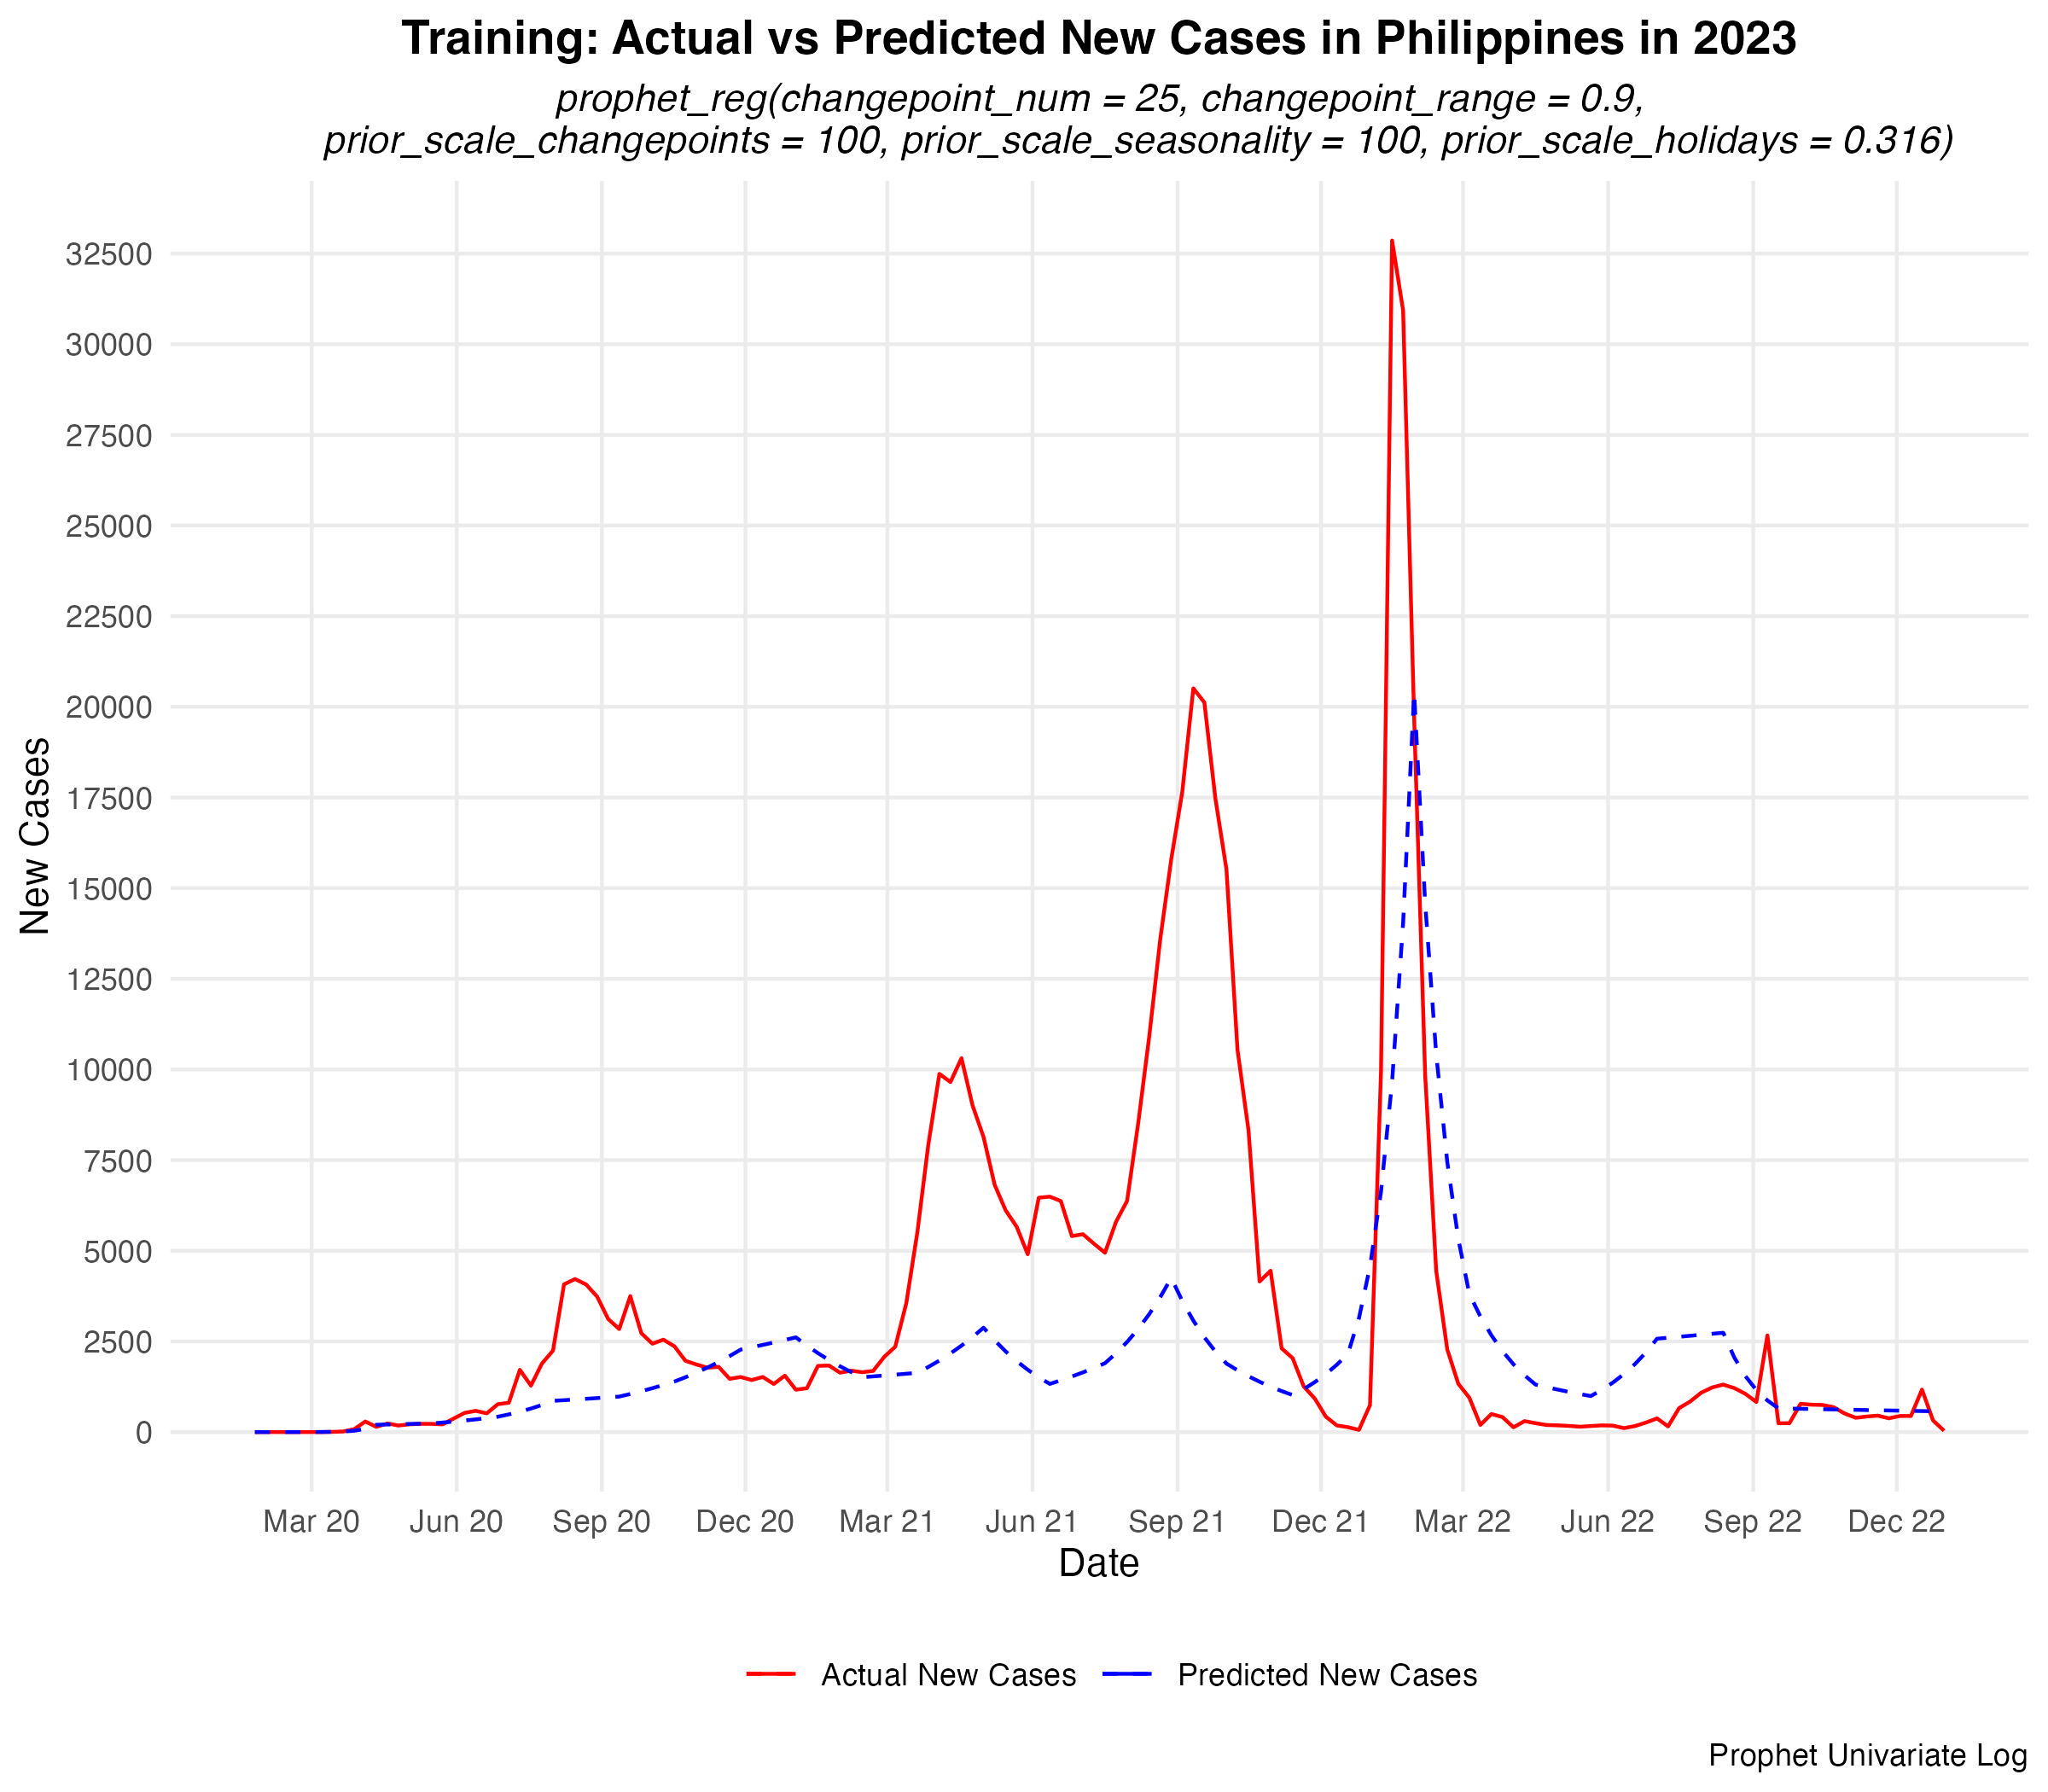 Training: Actual vs Predicted New Cases in Philippines in 2023
prophet_reg(changepoint_num = 25, changepoint_range = 0.9,
prior_scale_changepoints = 100, prior_scale_seasonality = 100, prior_scale_holidays = 0.316)
New Cases
32500
30000
27500
25000
22500
20000
17500
15000
12500
10000
7500
5000
2500
0
Mar 20 Jun 20 Sep 20 Dec 20 Mar 21 Jun 21 Sep 21 Dec 21 Mar 22 Jun 22 Sep 22 Dec 22
Date
Actual New Cases Predicted New Cases
Prophet Univariate Log